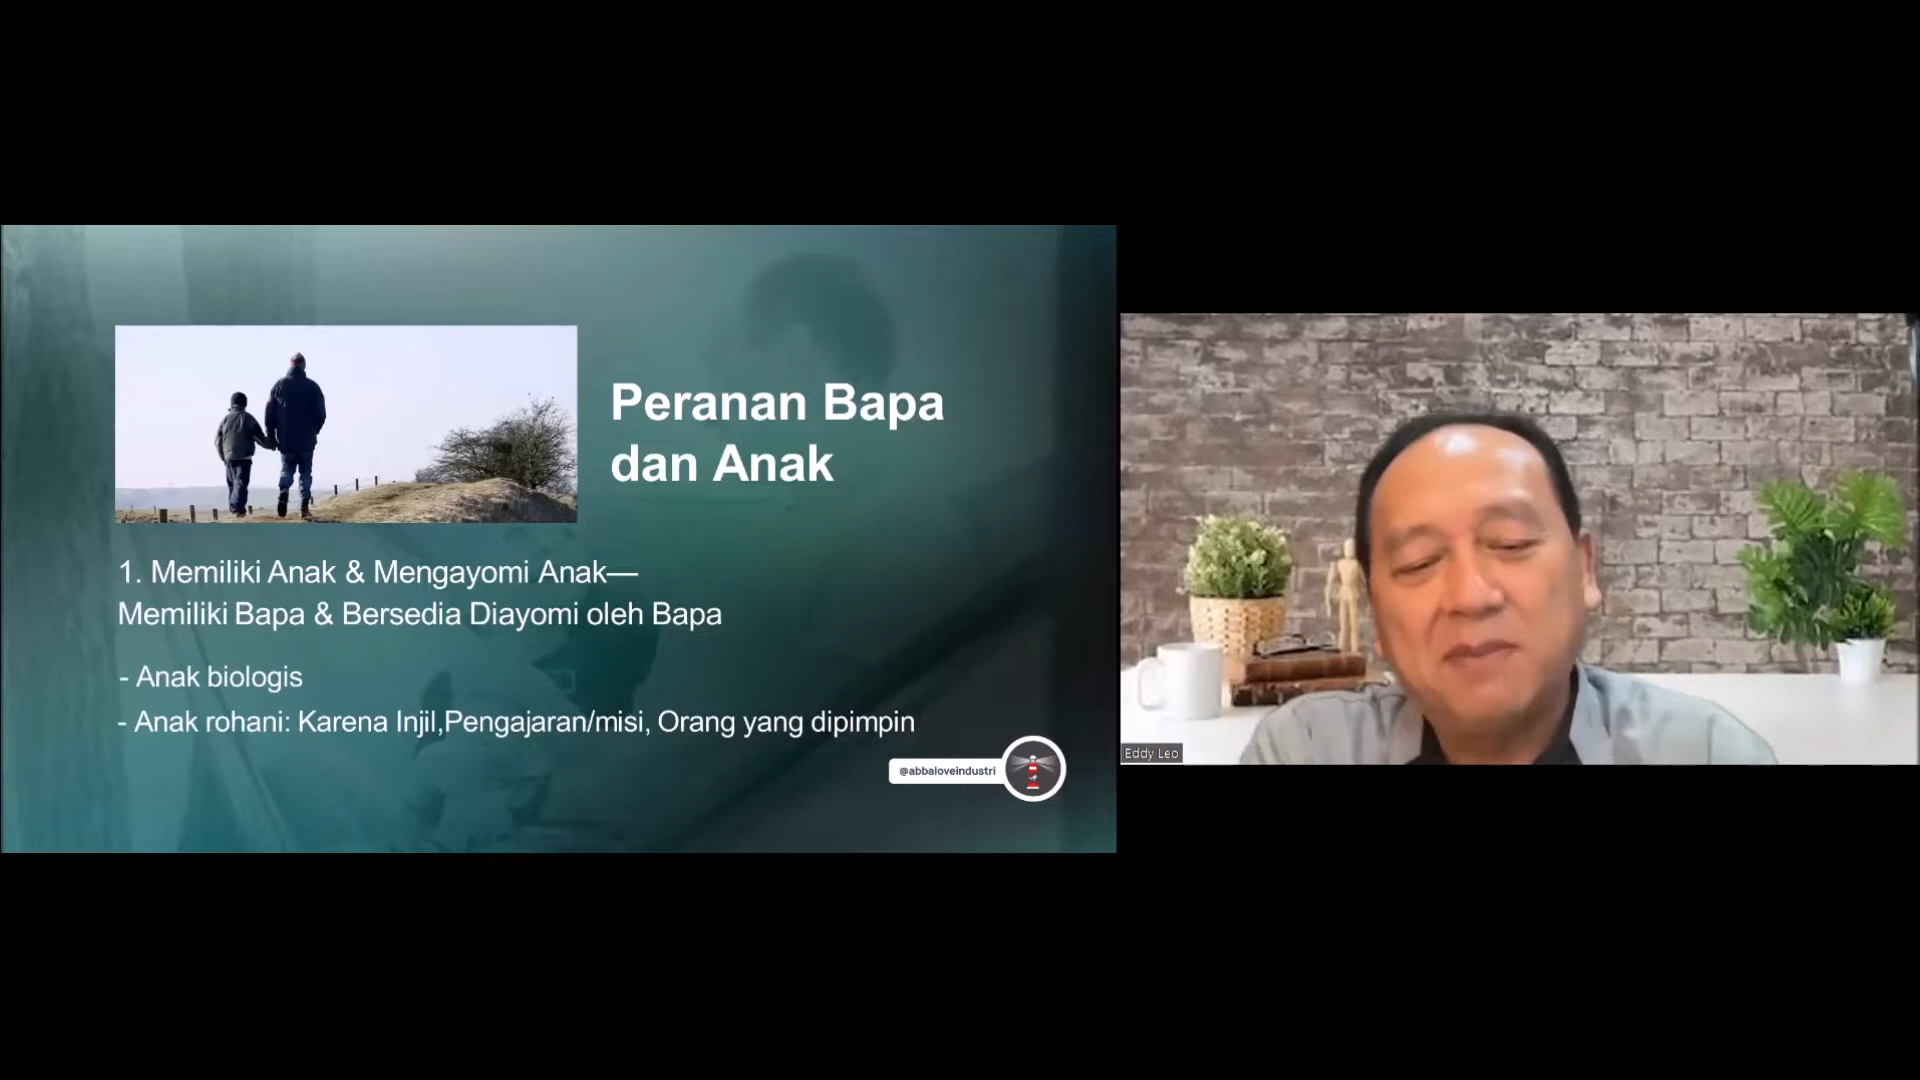 Peranan Bapa
dan Anak
1. Memiliki Anak & Mengayomi Anak—
Memiliki Bapa & Bersedia Diayomi oleh Bapa
- Anak biologis
- Anak rohani: Karena Injil,Pengajaran/misi, Orang yang dipimpin
@abbaloveindustri
Eddy Leo